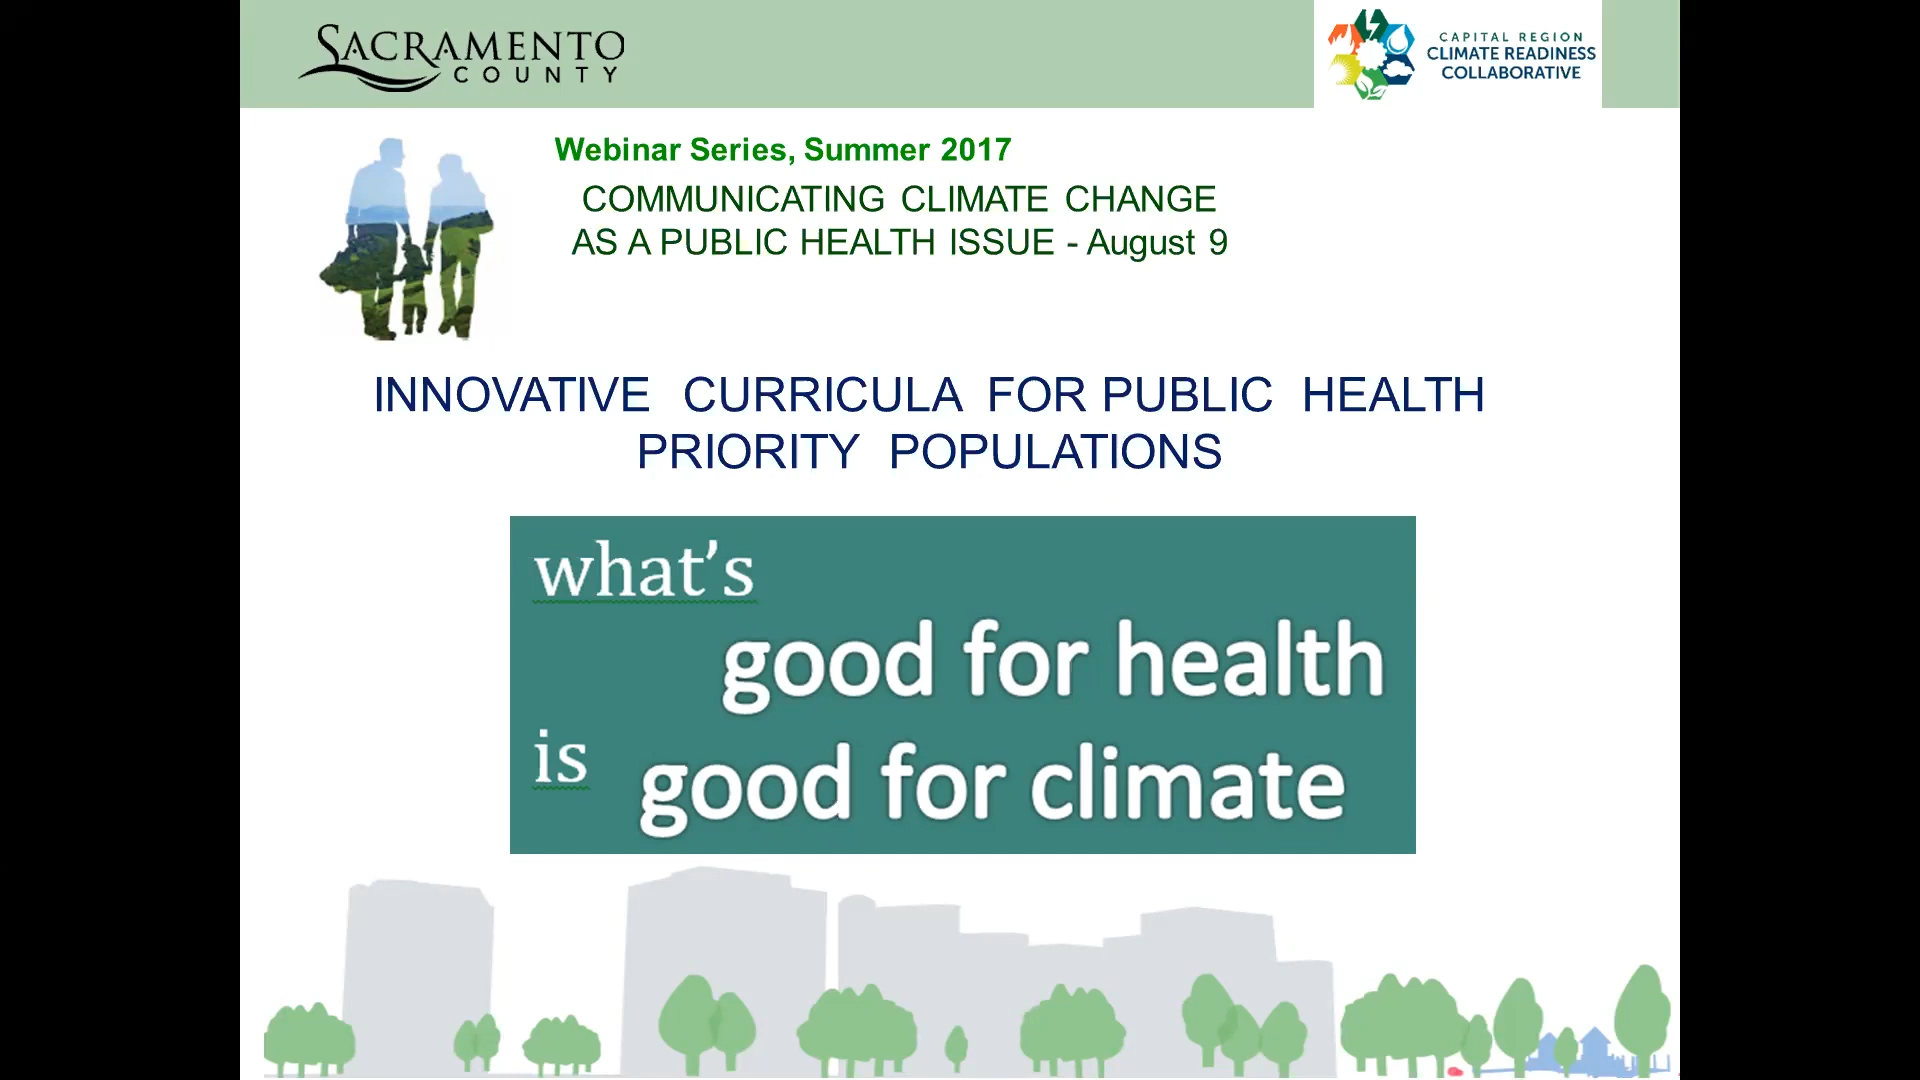 SACRAMENTO
COUNTY
CAPITAL REGION
CLIMATE READINESS
COLLABORATIVE
Webinar Series, Summer 2017
COMMUNICATING CLIMATE CHANGE
AS A PUBLIC HEALTH ISSUE - August 9
INNOVATIVE CURRICULA FOR PUBLIC HEALTH
PRIORITY POPULATIONS
what's
good for health
is good for climate